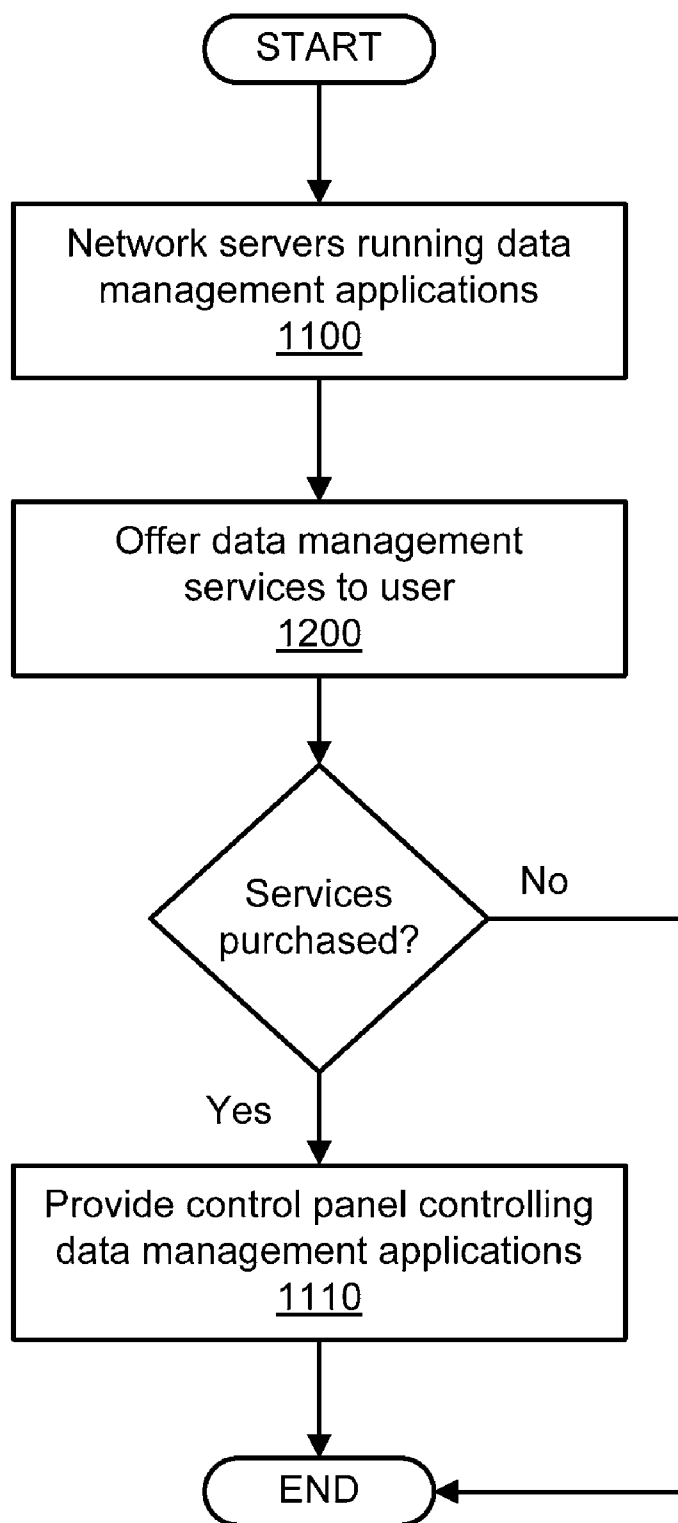 START
Network servers running data
management applications
1100
Offer data management
services to user
1200
Services
purchased?
No
Yes
Provide control panel controlling
data management applications
1110
END